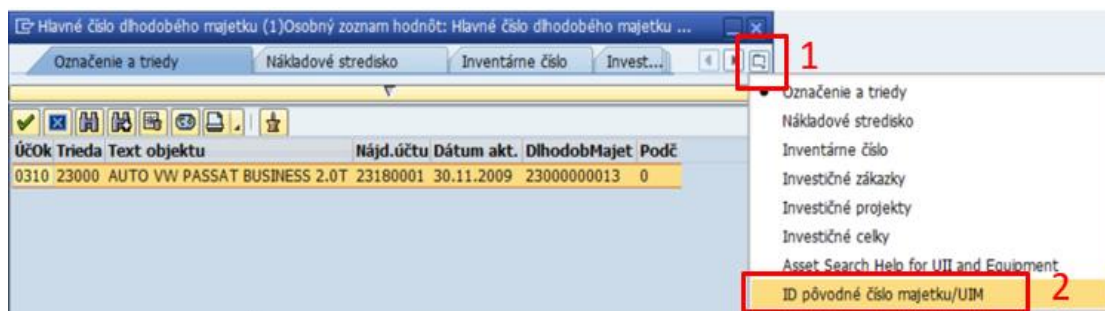 Hlavné číslo dlhodobého majetku (1)Osobný zoznam hodnôt: Hlavné číslo dlhodobého majetku ...
Označenie a triedy Nákladové stredisko Inventárne číslo Invest... 1
ÚčOk Trieda Text objektu Nájd.účtu Dátum akt. DlhodobMajet Podč
0310 23000 AUTO VW PASSAT BUSINESS 2.0T 23180001 30.11.2009 23000000013 0
Označenie a triedy
Nákladové stredisko
Inventárne číslo
Investičné zákazky
Investičné projekty
Investičné celky
Asset Search Help for UII and Equipment
ID pôvodné číslo majetku/UIM 2